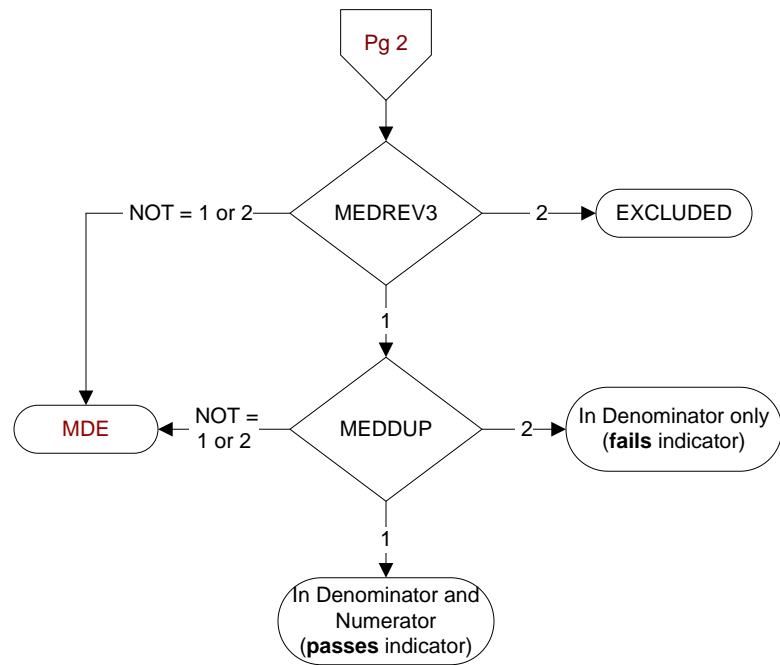 Pg 2
NOT = 1 or 2
MEDREV3
2
EXCLUDED
1
MDE
NOT =
1 or 2
MEDDUP
2
In Denominator only
(fails indicator)
1
In Denominator and
Numerator
(passes indicator)